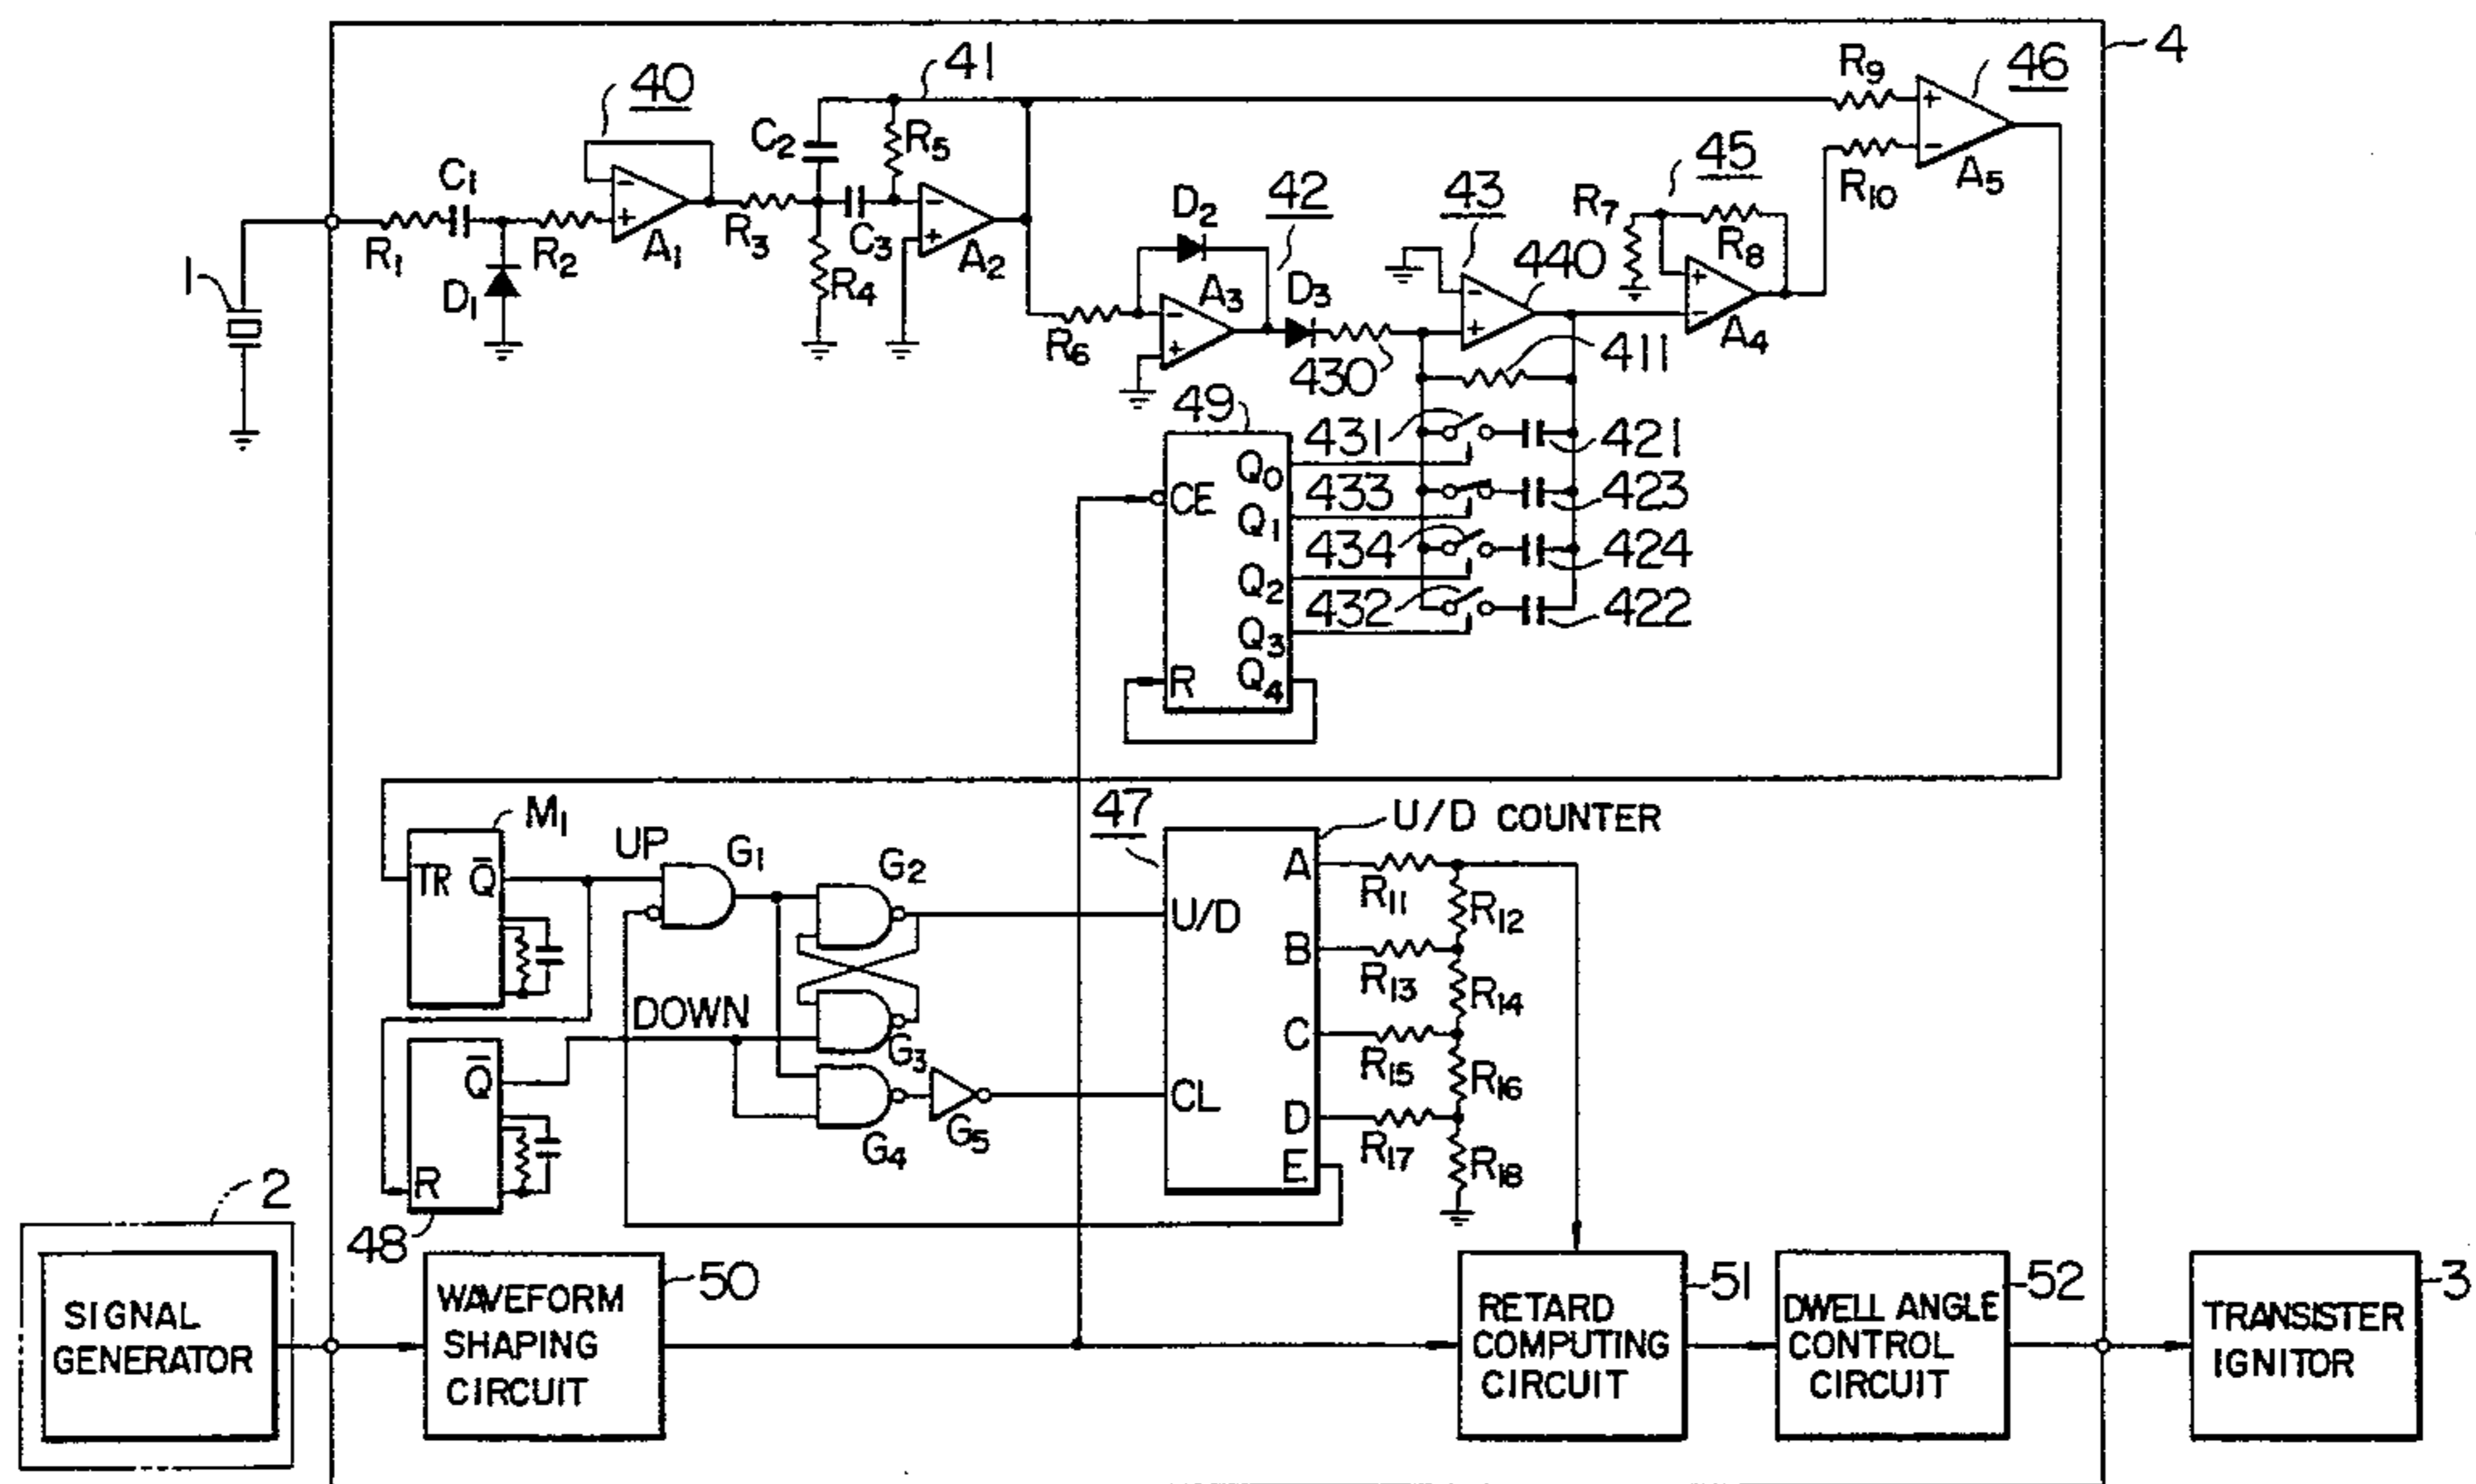 4
41
46
40
R9
C2
R5
45
C1
A5
R10
D2
42
43
R7
R1
R2
A1
R3
C3
A2
R8
440
1
D1
R4
A3
D3
R6
A4
430
411
49
431
421
Q0
CE
433
423
Q1
434
424
Q2
432
422
Q3
R
Q4
M1
47
U/D COUNTER
UP
G1
G2
TR
Q̅
A
R11
R12
U/D
B
R13
R14
DOWN
G3
C
R15
R16
Q̅
CL
D
G4
G5
R17
R18
E
R
2
48
SIGNAL
GENERATOR
WAVEFORM
SHAPING
CIRCUIT
50
RETARD
COMPUTING
CIRCUIT
51
DWELL ANGLE
CONTROL
CIRCUIT
52
TRANSISTER
IGNITOR
3